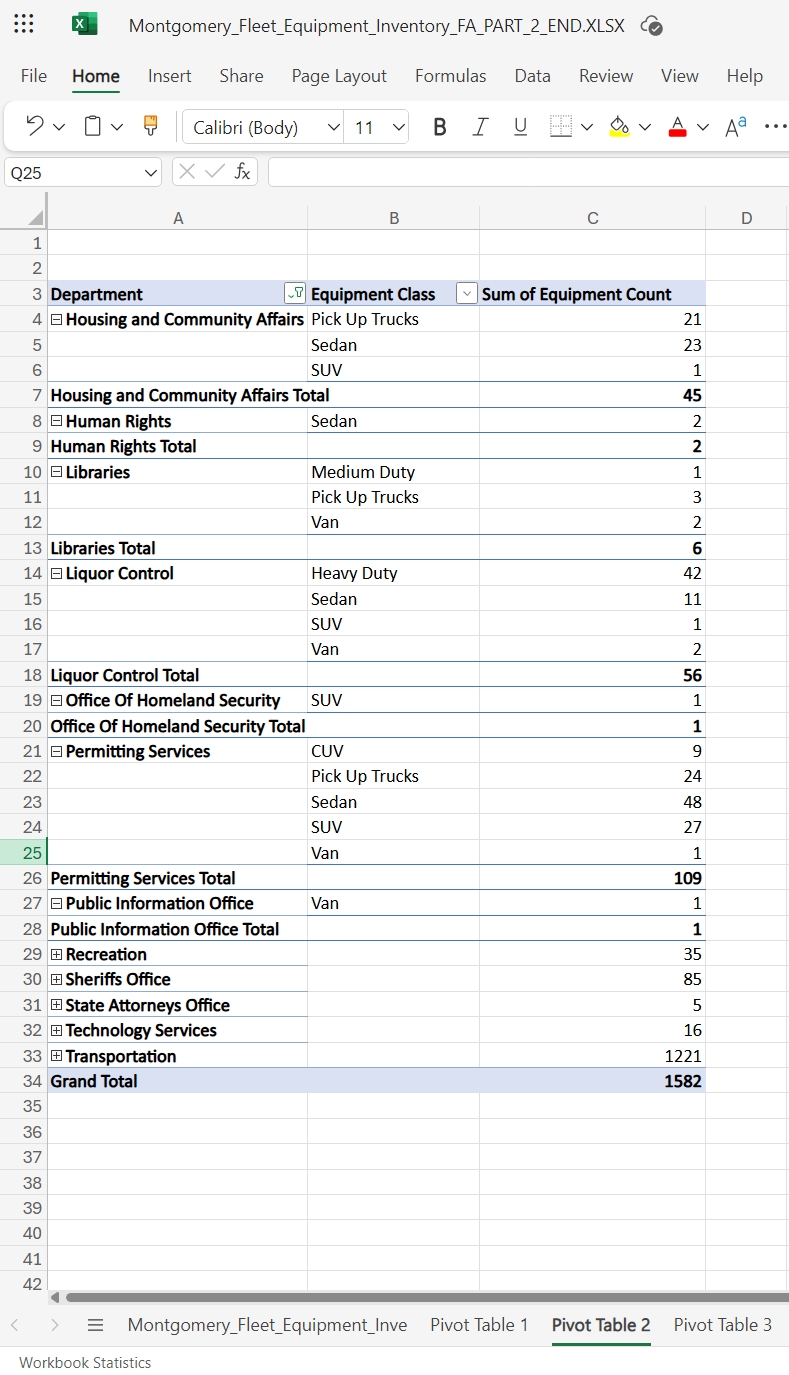 Montgomery_Fleet_Equipment_Inventory_FA_PART_2_END.XLSX
File Home Insert Share Page Layout Formulas Data Review View Help
Calibri (Body) 11 B I U A Aa
Q25 fx
A B C D
1
2
3 Department Equipment Class Sum of Equipment Count
4 Housing and Community Affairs Pick Up Trucks 21
5 Sedan 23
6 SUV 1
7 Housing and Community Affairs Total 45
8 Human Rights Sedan 2
9 Human Rights Total 2
10 Libraries Medium Duty 1
11 Pick Up Trucks 3
12 Van 2
13 Libraries Total 6
14 Liquor Control Heavy Duty 42
15 Sedan 11
16 SUV 1
17 Van 2
18 Liquor Control Total 56
19 Office Of Homeland Security SUV 1
20 Office Of Homeland Security Total 1
21 Permitting Services CUV 9
22 Pick Up Trucks 24
23 Sedan 48
24 SUV 27
25 Van 1
26 Permitting Services Total 109
27 Public Information Office Van 1
28 Public Information Office Total 1
29 Recreation 35
30 Sheriffs Office 85
31 State Attorneys Office 5
32 Technology Services 16
33 Transportation 1221
34 Grand Total 1582
35
36
37
38
39
40
41
42
Montgomery_Fleet_Equipment_Inve Pivot Table 1 Pivot Table 2 Pivot Table 3
Workbook Statistics